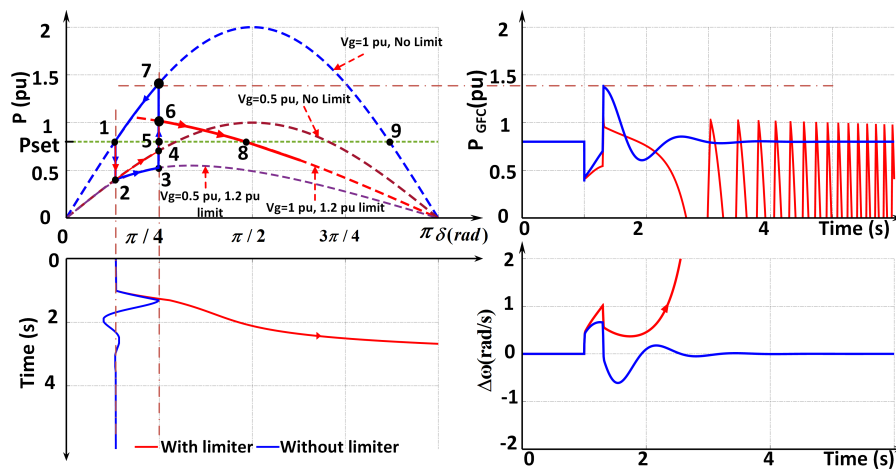 2
1.5
1
Pset
0.5
0
P (pu)
7
6
5
4
3
1
2
8
9
Vg=1 pu, No Limit
Vg=0.5 pu, No Limit
Vg=0.5 pu, 1.2 pu
limit
Vg=1 pu, 1.2 pu limit
0
π / 4
π / 2
3π / 4
π
δ(rad)
1.5
1
0.5
0
P GFC(pu)
2
4
Time (s)
0
2
4
Time (s)
With limiter
Without limiter
2
1
0
-1
-2
Δω(rad/s)
0
2
4
Time (s)